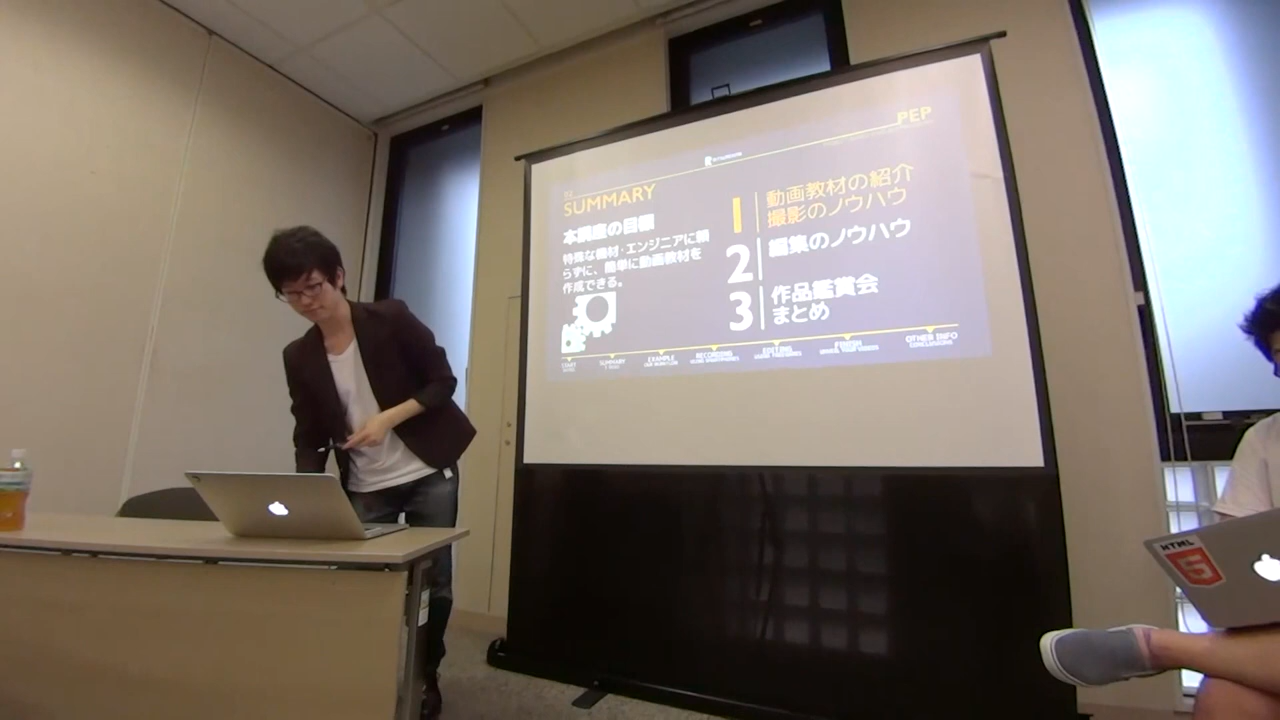 PEP
SUMMARY
本講座の目標
特殊な機材・エンジニアに頼
らずに、簡単に動画教材を
作成できる。
1
動画教材の紹介
撮影のノウハウ
2
編集のノウハウ
3
作品鑑賞会
まとめ
START
SUMMARY
EXAMPLE
RECORDING
EDITING
FINISH
OTHER INFO
HTML
5